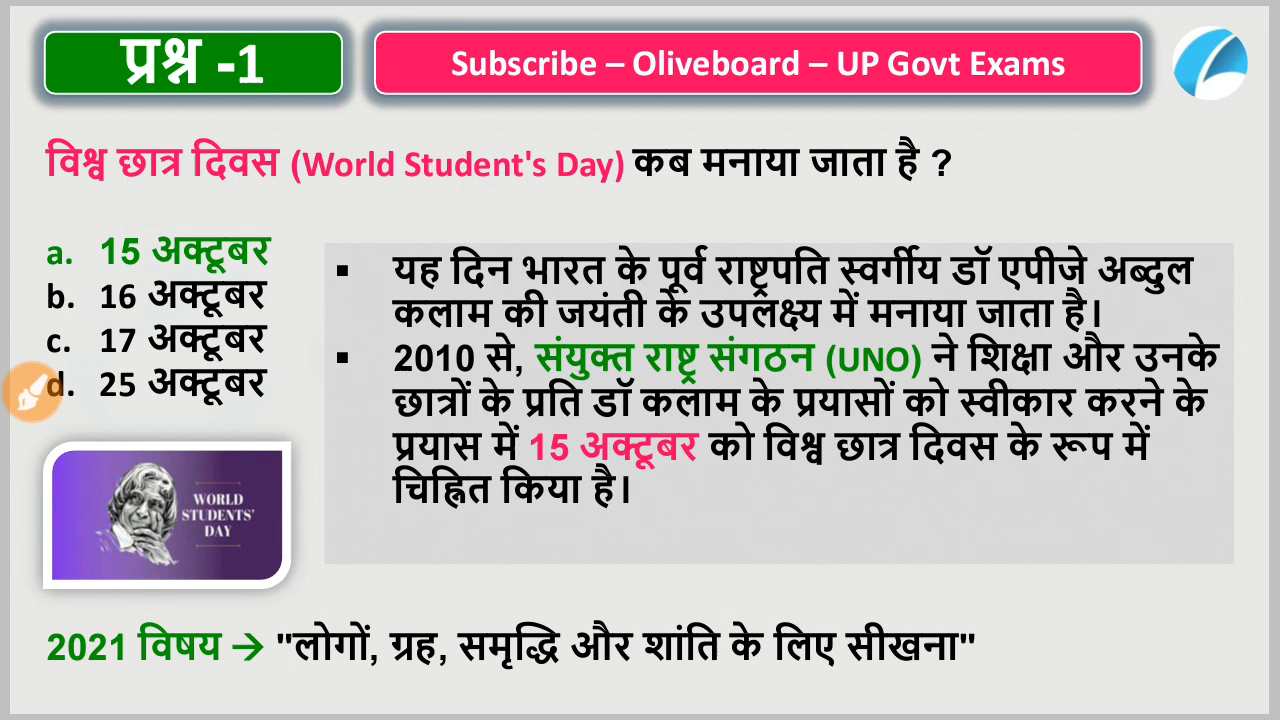 प्रश्न -1
Subscribe – Oliveboard – UP Govt Exams
विश्व छात्र दिवस (World Student's Day) कब मनाया जाता है ?
a. 15 अक्टूबर
b. 16 अक्टूबर
c. 17 अक्टूबर
d. 25 अक्टूबर
▪ यह दिन भारत के पूर्व राष्ट्रपति स्वर्गीय डॉ एपीजे अब्दुल
कलाम की जयंती के उपलक्ष्य में मनाया जाता है।
▪ 2010 से, संयुक्त राष्ट्र संगठन (UNO) ने शिक्षा और उनके
छात्रों के प्रति डॉ कलाम के प्रयासों को स्वीकार करने के
प्रयास में 15 अक्टूबर को विश्व छात्र दिवस के रूप में
चिह्नित किया है।
WORLD
STUDENTS'
DAY
2021 विषय → "लोगों, ग्रह, समृद्धि और शांति के लिए सीखना"